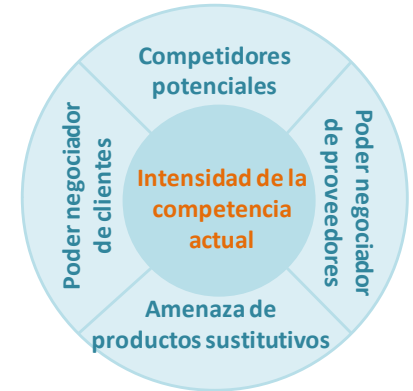 Competidores
potenciales
Poder negociador
de clientes
Intensidad de la
competencia
actual
Poder negociador
de proveedores
Amenaza de
productos sustitutivos